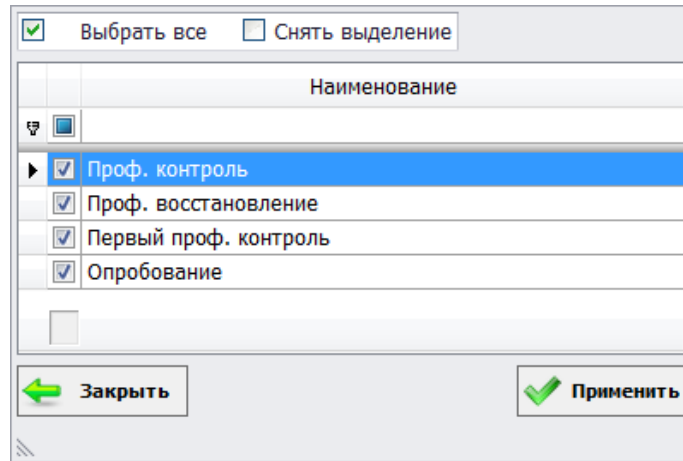 Выбрать все Снять выделение
Наименование
Проф. контроль
Проф. восстановление
Первый проф. контроль
Опробование
Закрыть Применить